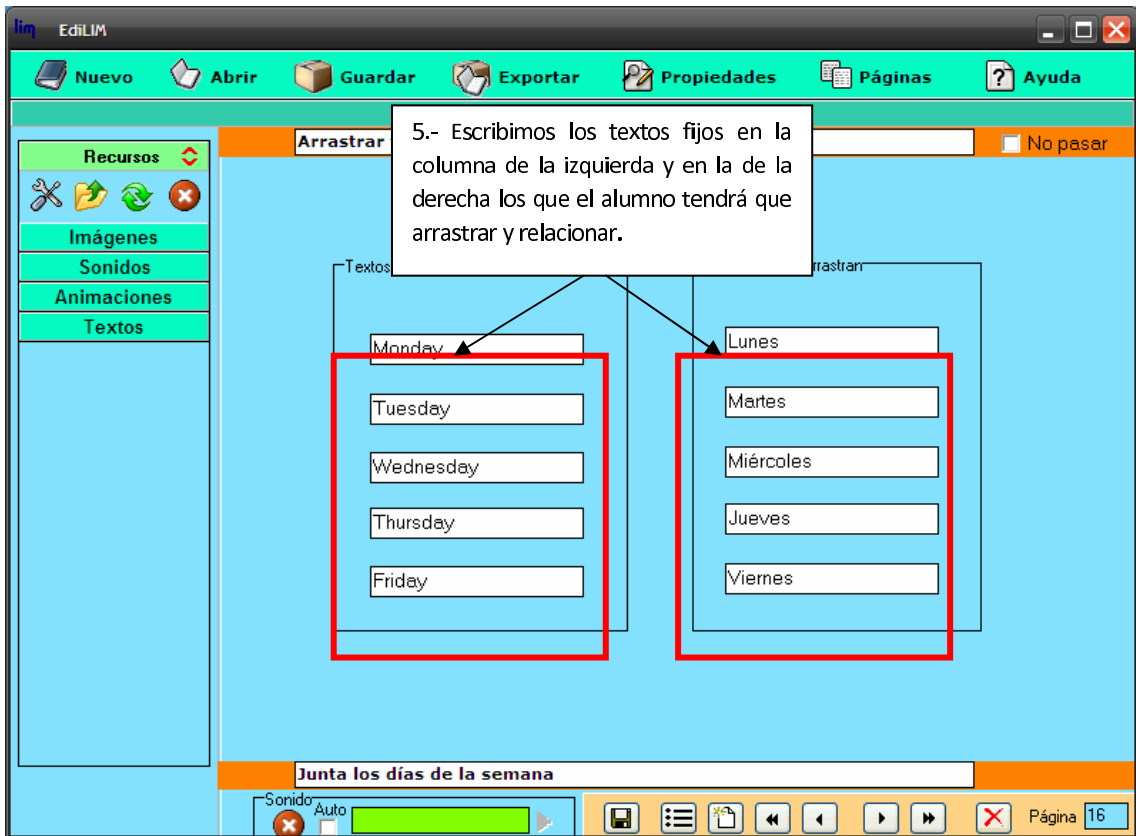 lim EdiLIM
Nuevo Abrir Guardar Exportar Propiedades Páginas Ayuda
Arrastrar
No pasar
5.- Escribimos los textos fijos en la
columna de la izquierda y en la de la
derecha los que el alumno tendrá que
arrastrar y relacionar.
Recursos
Imágenes
Sonidos
Animaciones
Textos
Textos
rrastran
Monday
Tuesday
Wednesday
Thursday
Friday
Lunes
Martes
Miércoles
Jueves
Viernes
Junta los días de la semana
Sonido
Auto
Página 16